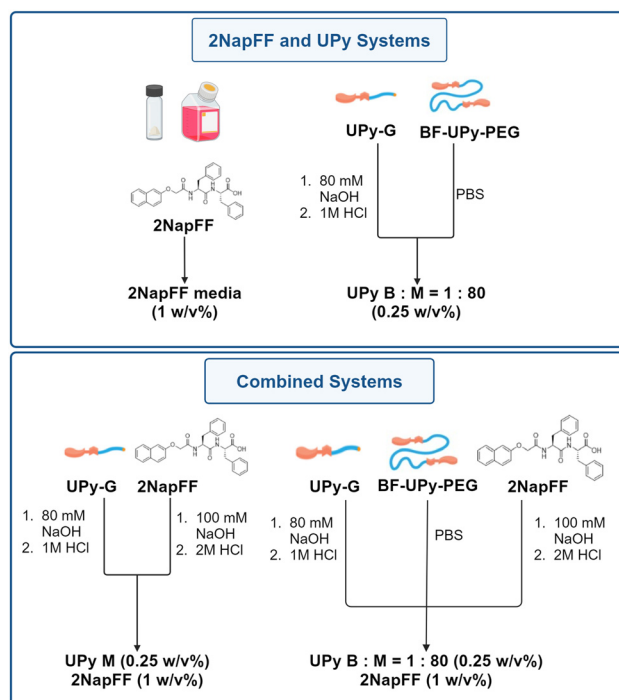 2NapFF and UPy Systems
UPy-G
BF-UPy-PEG
1. 80 mM
NaOH
2. 1M HCl
PBS
O
O
OH
O
N
H
H
N
O
2NapFF
2NapFF media
(1 w/v%)
UPy B : M = 1 : 80
(0.25 w/v%)
Combined Systems
O
O
OH
O
N
H
H
N
O
UPy-G
2NapFF
1. 80 mM
NaOH
2. 1M HCl
1. 100 mM
NaOH
2. 2M HCl
UPy M (0.25 w/v%)
2NapFF (1 w/v%)
O
O
OH
O
N
H
H
N
O
UPy-G
BF-UPy-PEG
2NapFF
1. 80 mM
NaOH
2. 1M HCl
PBS
1. 100 mM
NaOH
2. 2M HCl
UPy B : M = 1 : 80 (0.25 w/v%)
2NapFF (1 w/v%)